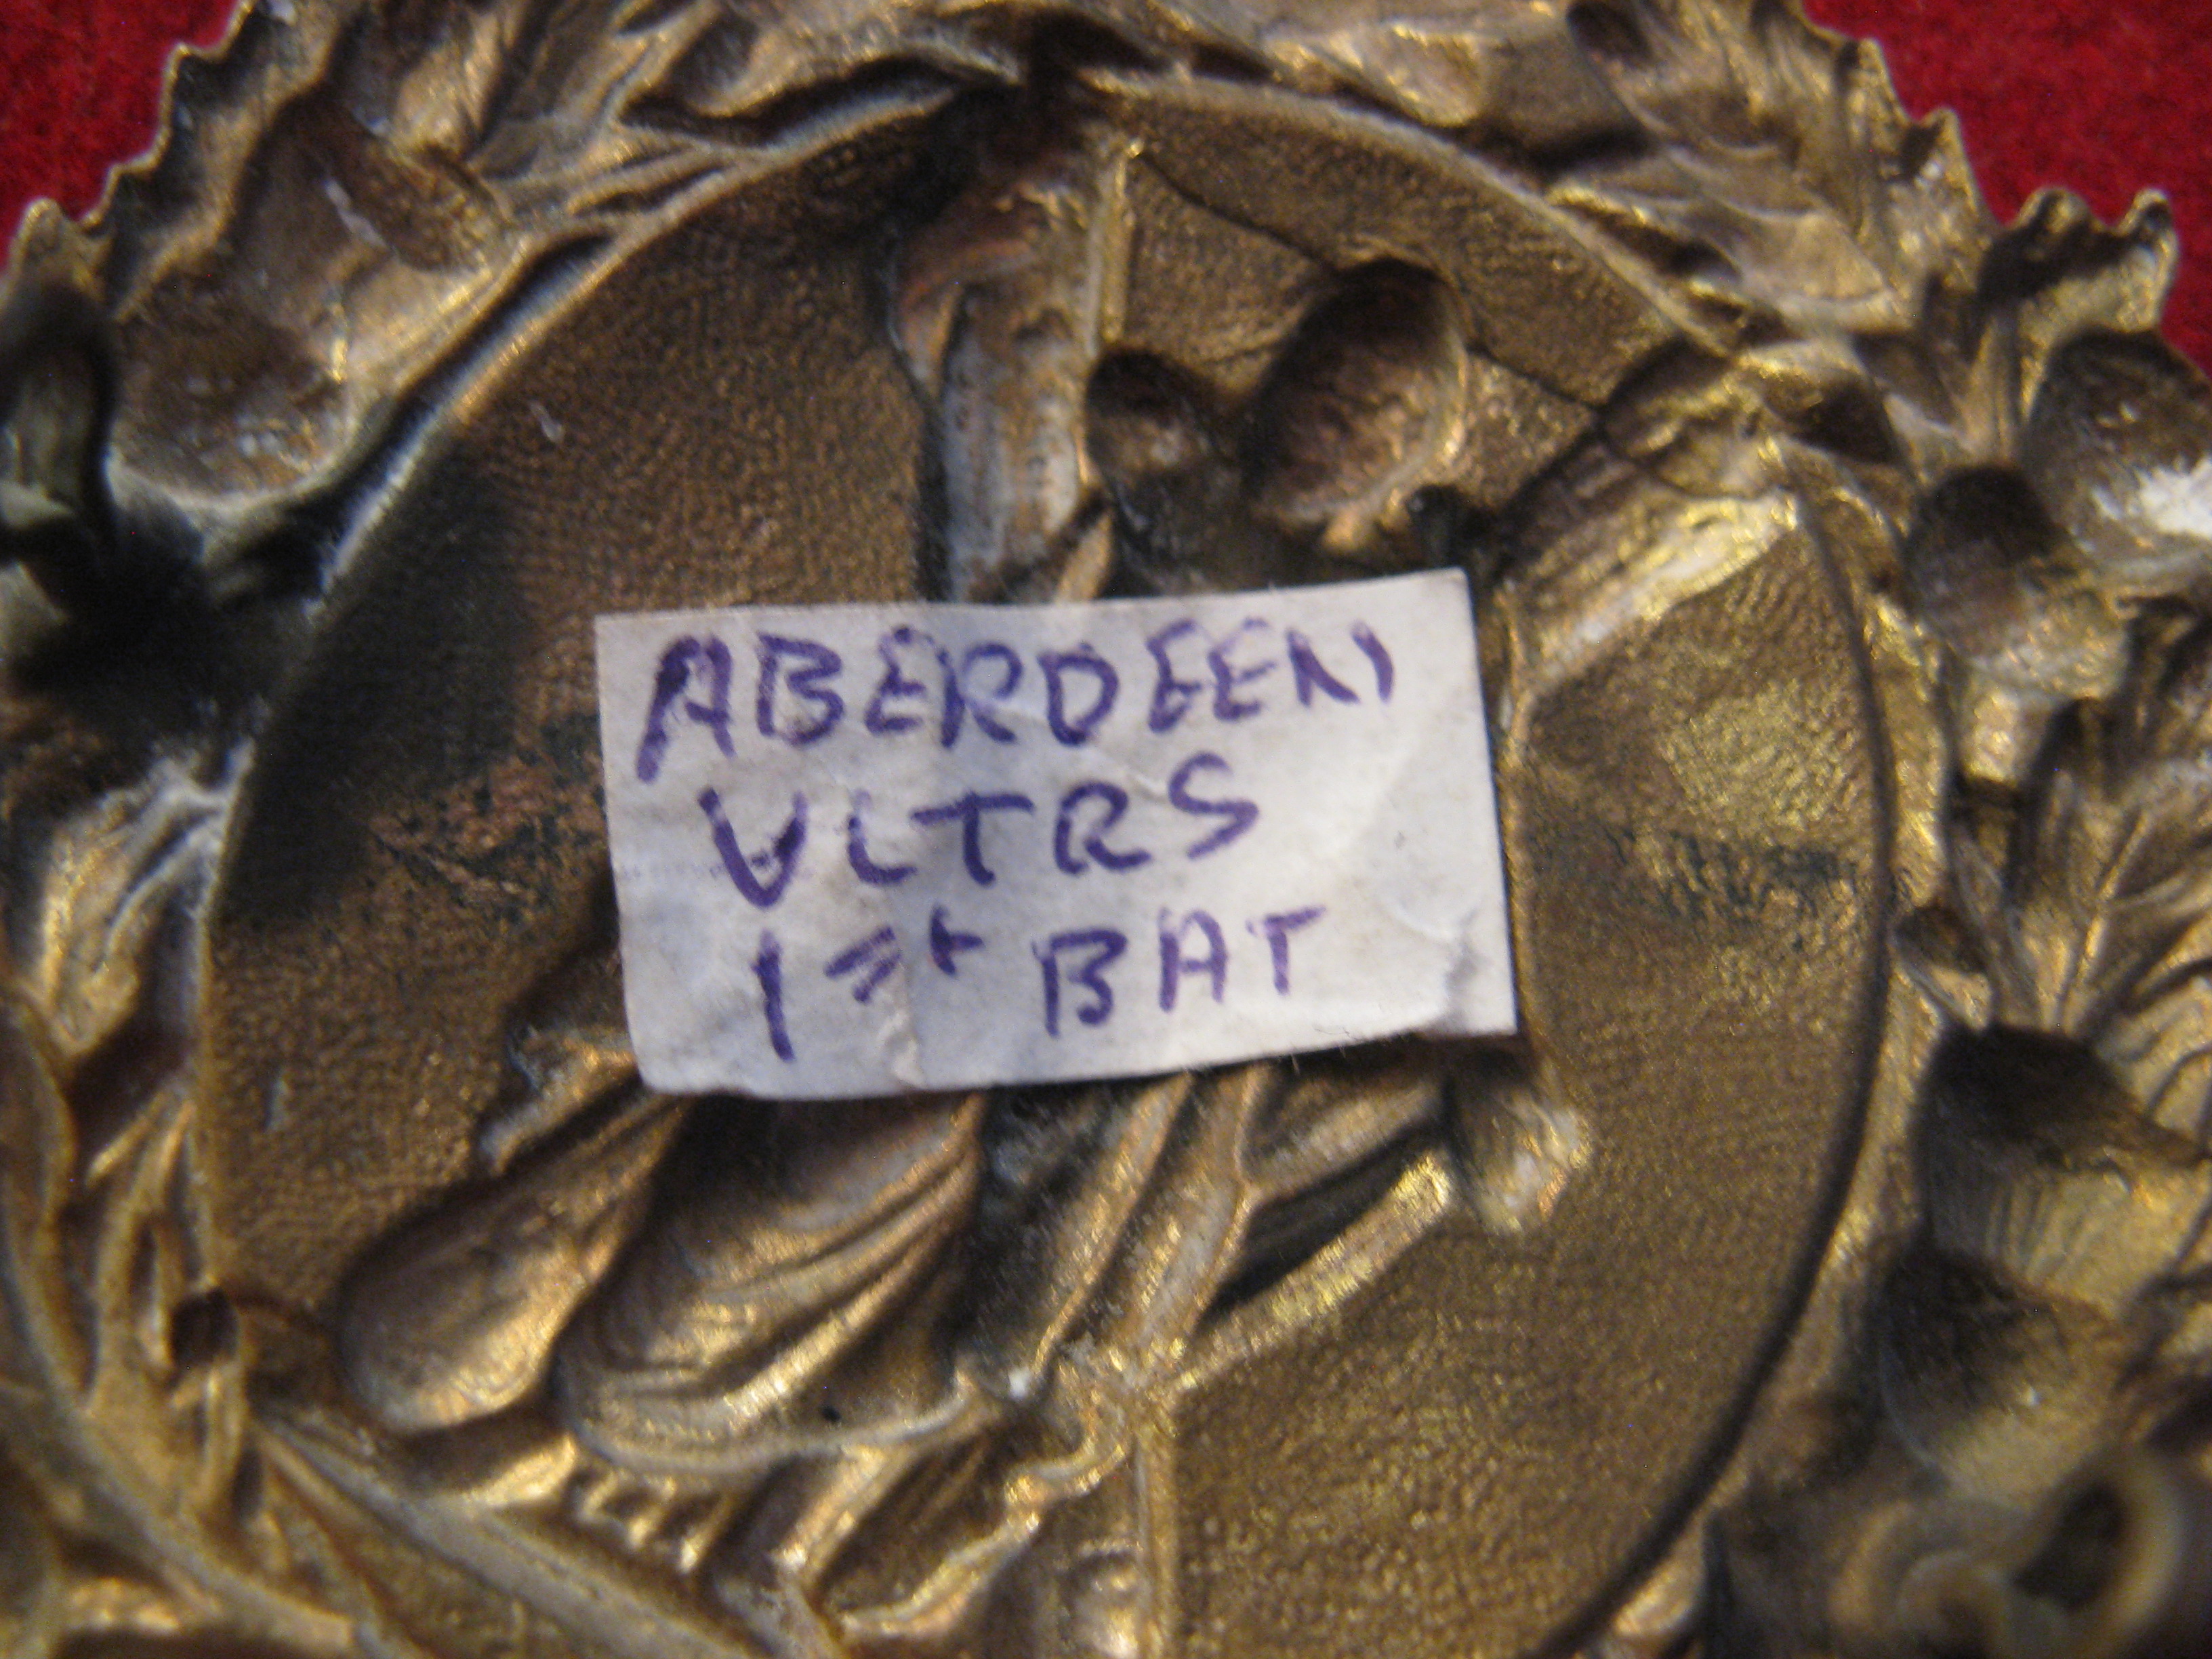 ABERDEEN
VLTRS
1st BAT